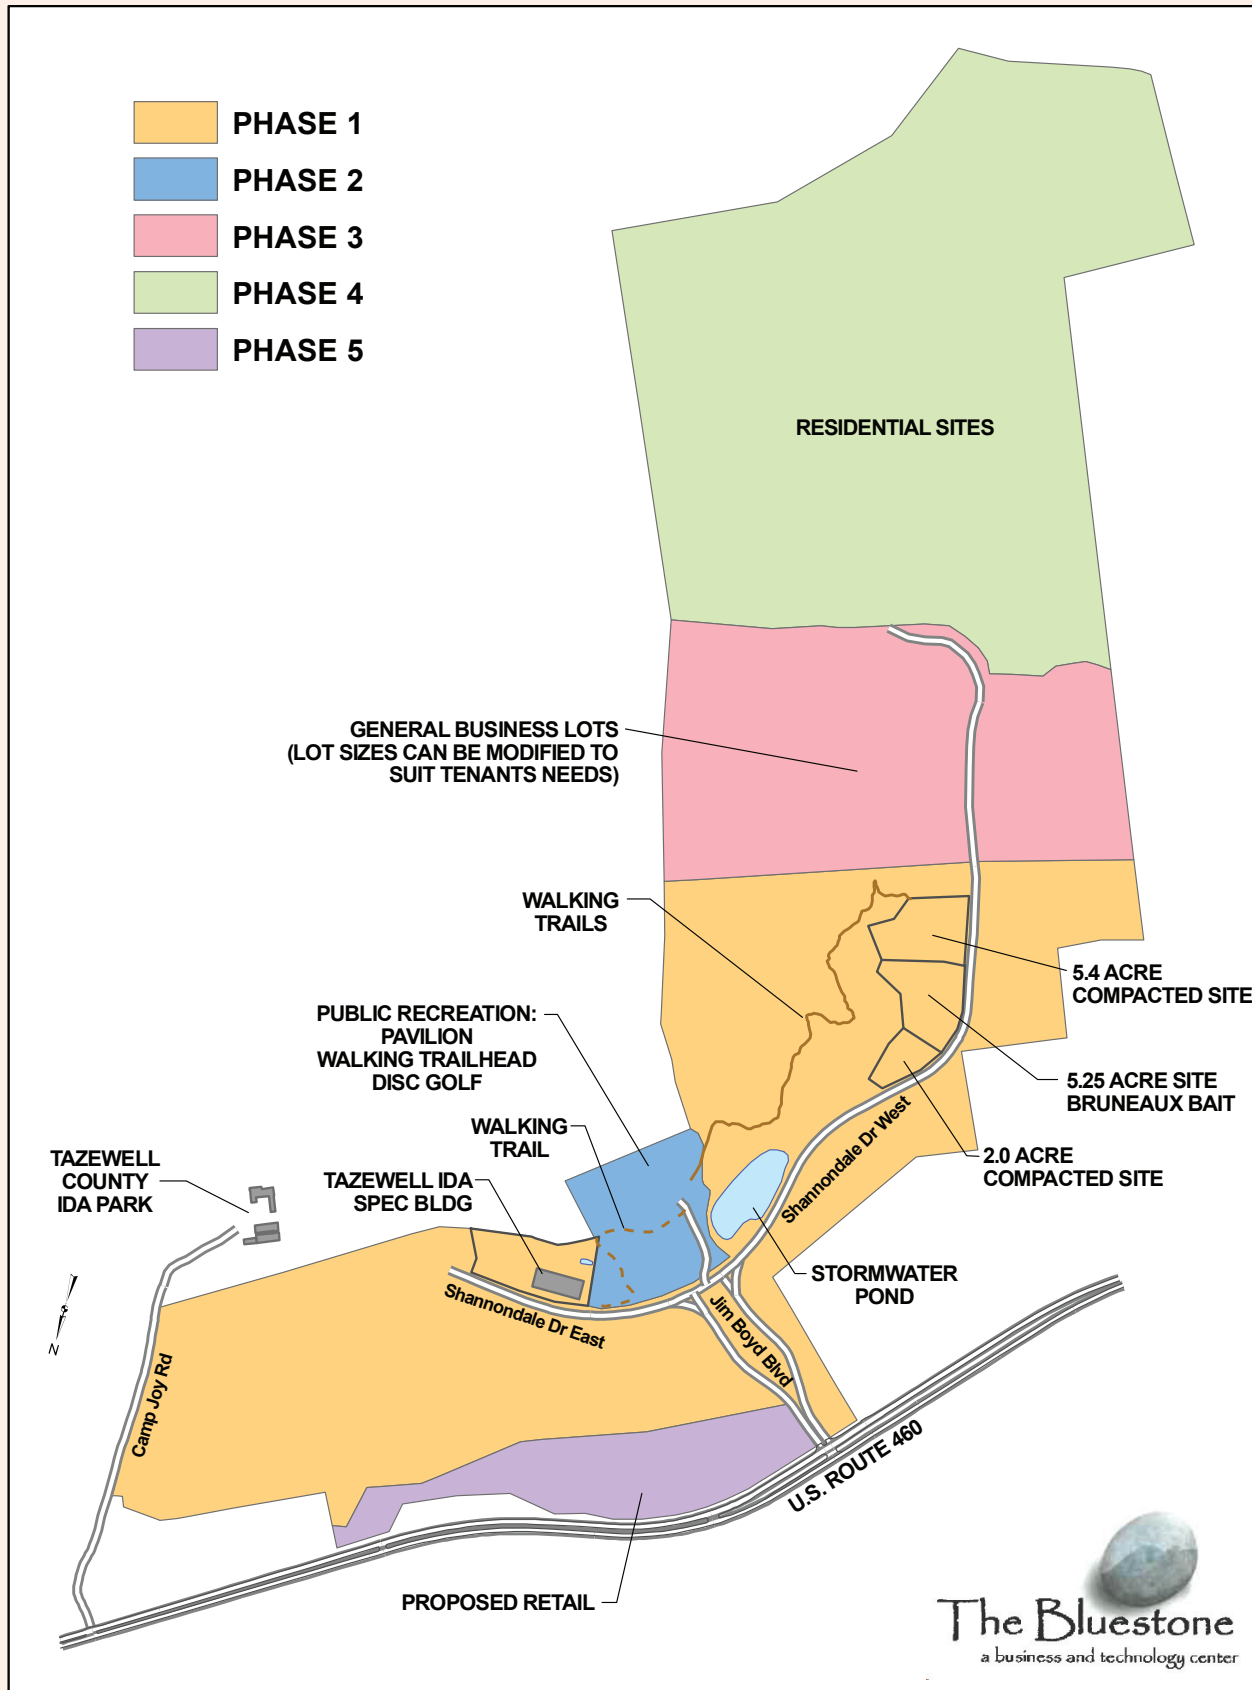 PHASE 1
PHASE 2
PHASE 3
PHASE 4
PHASE 5
RESIDENTIAL SITES
GENERAL BUSINESS LOTS
(LOT SIZES CAN BE MODIFIED TO
SUIT TENANTS NEEDS)
WALKING
TRAILS
5.4 ACRE
COMPACTED SITE
PUBLIC RECREATION:
PAVILION
WALKING TRAILHEAD
DISC GOLF
5.25 ACRE SITE
BRUNEAUX BAIT
WALKING
TRAIL
2.0 ACRE
COMPACTED SITE
Shannondale Dr West
TAZEWELL
COUNTY
IDA PARK
TAZEWELL IDA
SPEC BLDG
STORMWATER
POND
Shannondale Dr East
Jim Boyd Blvd
N
Camp Joy Rd
U.S. ROUTE 460
PROPOSED RETAIL
The Bluestone
a business and technology center